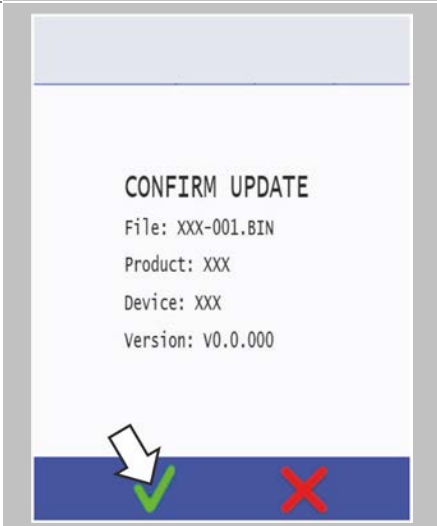 CONFIRM UPDATE
File: XXX-001.BIN
Product: XXX
Device: XXX
Version: V0.0.000